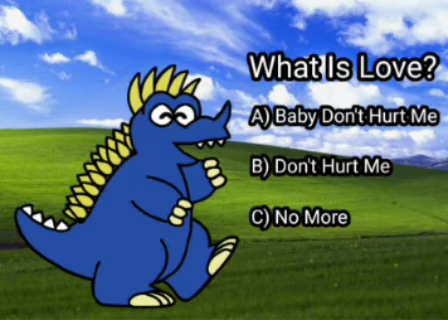 What Is Love?
A) Baby Don't Hurt Me
B) Don't Hurt Me
C) No More